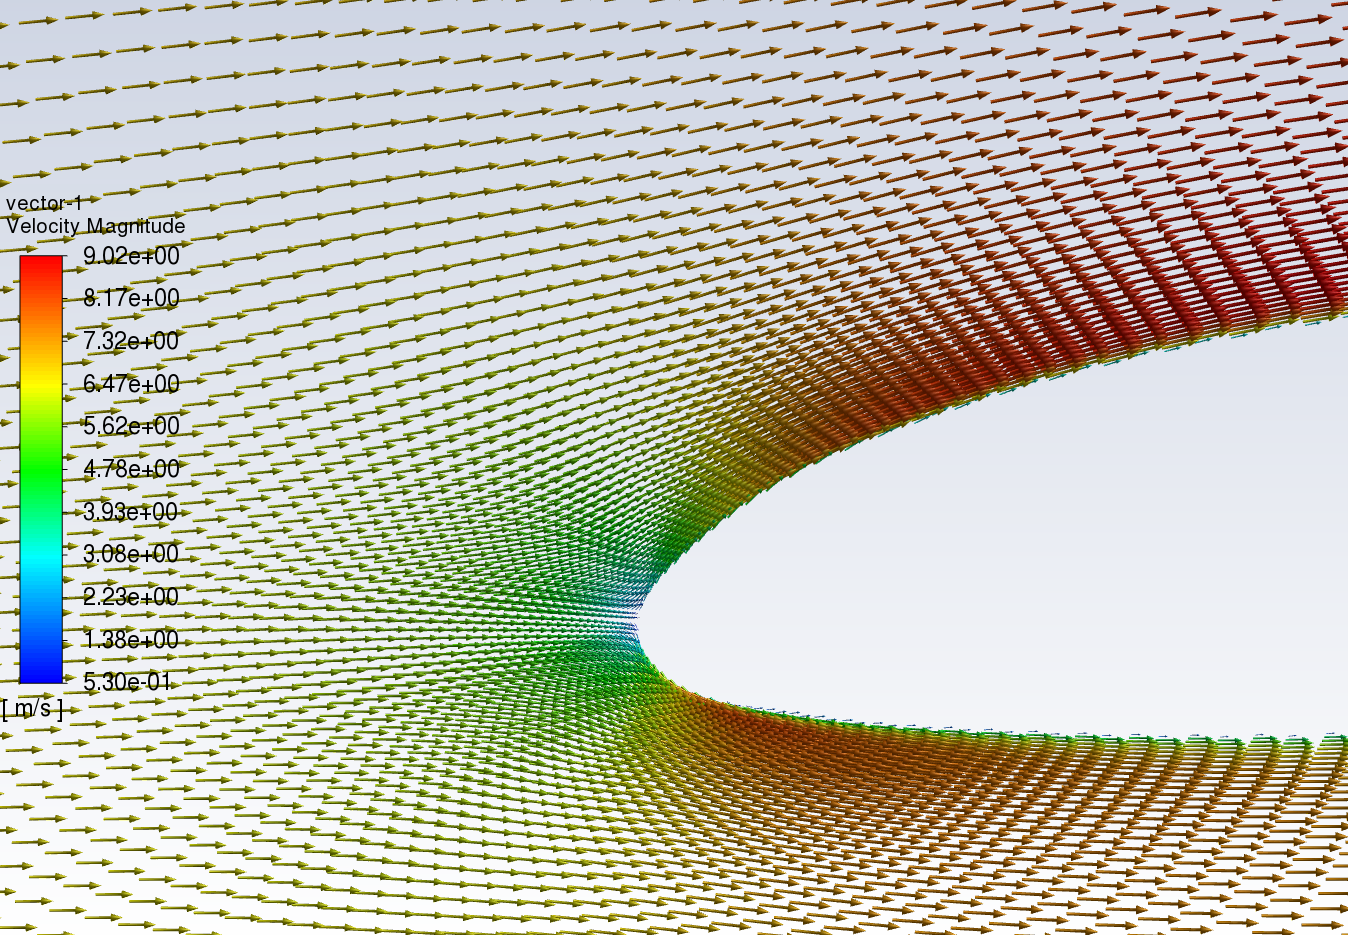 vector-1
Velocity Magnitude
9.02e+00
8.17e+00
7.32e+00
6.47e+00
5.62e+00
4.78e+00
3.93e+00
3.08e+00
2.23e+00
1.38e+00
5.30e-01
[ m/s ]